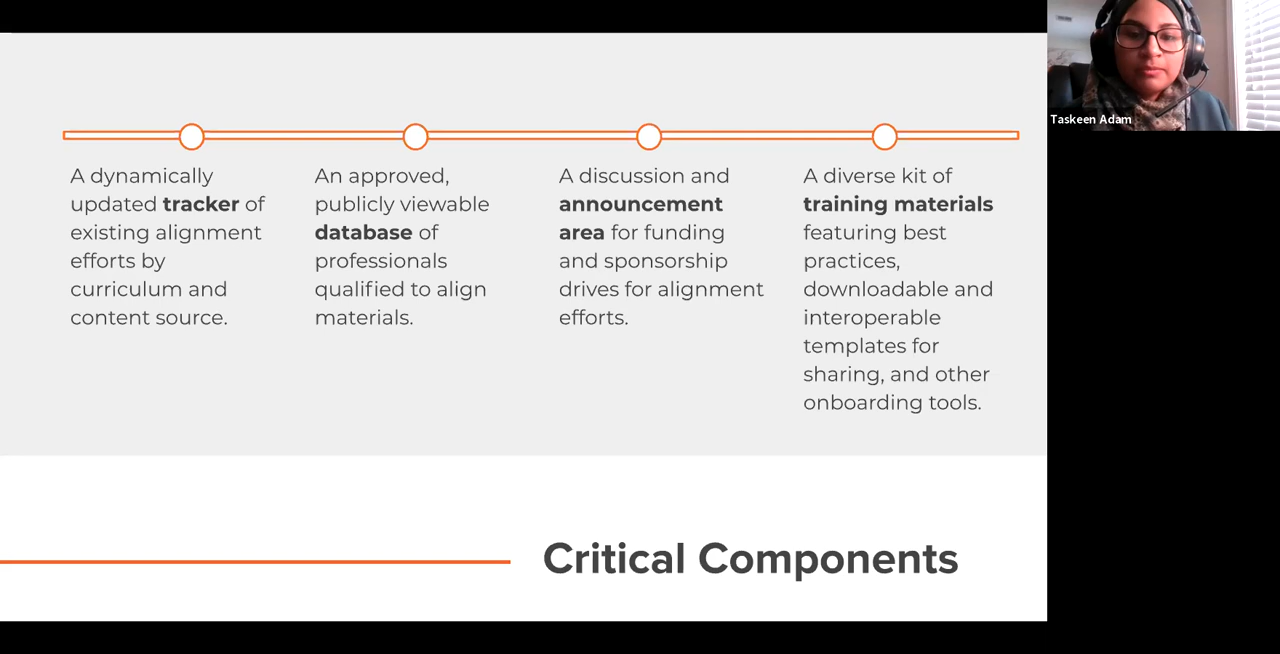 A dynamically
updated tracker of
existing alignment
efforts by
curriculum and
content source.
An approved,
publicly viewable
database of
professionals
qualified to align
materials.
A discussion and
announcement
area for funding
and sponsorship
drives for alignment
efforts.
A diverse kit of
training materials
featuring best
practices,
downloadable and
interoperable
templates for
sharing, and other
onboarding tools.
Critical Components
Taskeen Adam